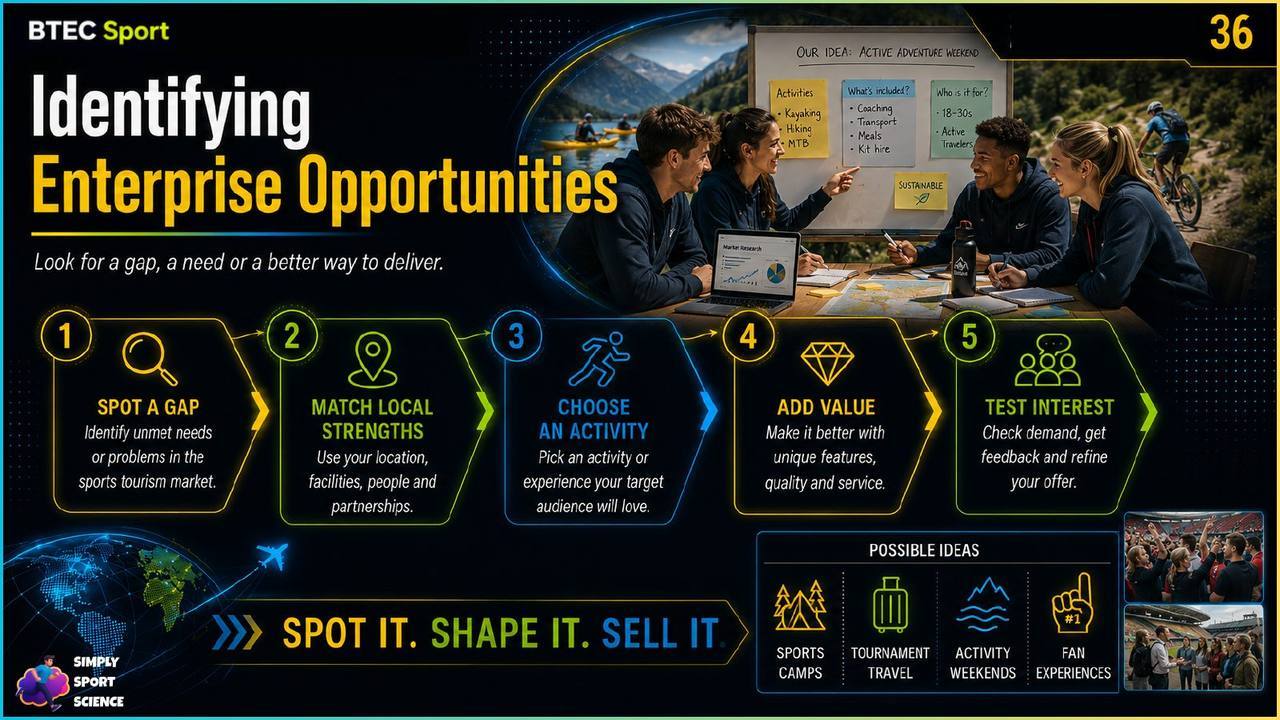 BTEC Sport
36
Identifying
Enterprise Opportunities
Look for a gap, a need or a better way to deliver.
OUR IDEA: ACTIVE ADVENTURE WEEKEND
Activities
• Kayaking
• Hiking
• MTB
What's included?
• Coaching
• Transport
• Meals
• Kit hire
Who is it for?
• 18–30s
• Active
Travelers
SUSTAINABLE
Market Research
1
SPOT A GAP
Identify unmet needs
or problems in the
sports tourism market.
2
MATCH LOCAL
STRENGTHS
Use your location,
facilities, people and
partnerships.
3
CHOOSE
AN ACTIVITY
Pick an activity or
experience your target
audience will love.
4
ADD VALUE
Make it better with
unique features,
quality and service.
5
TEST INTEREST
Check demand, get
feedback and refine
your offer.
SPOT IT. SHAPE IT. SELL IT.
POSSIBLE IDEAS
SPORTS
CAMPS
TOURNAMENT
TRAVEL
ACTIVITY
WEEKENDS
#1
FAN
EXPERIENCES
SIMPLY
SPORT
SCIENCE